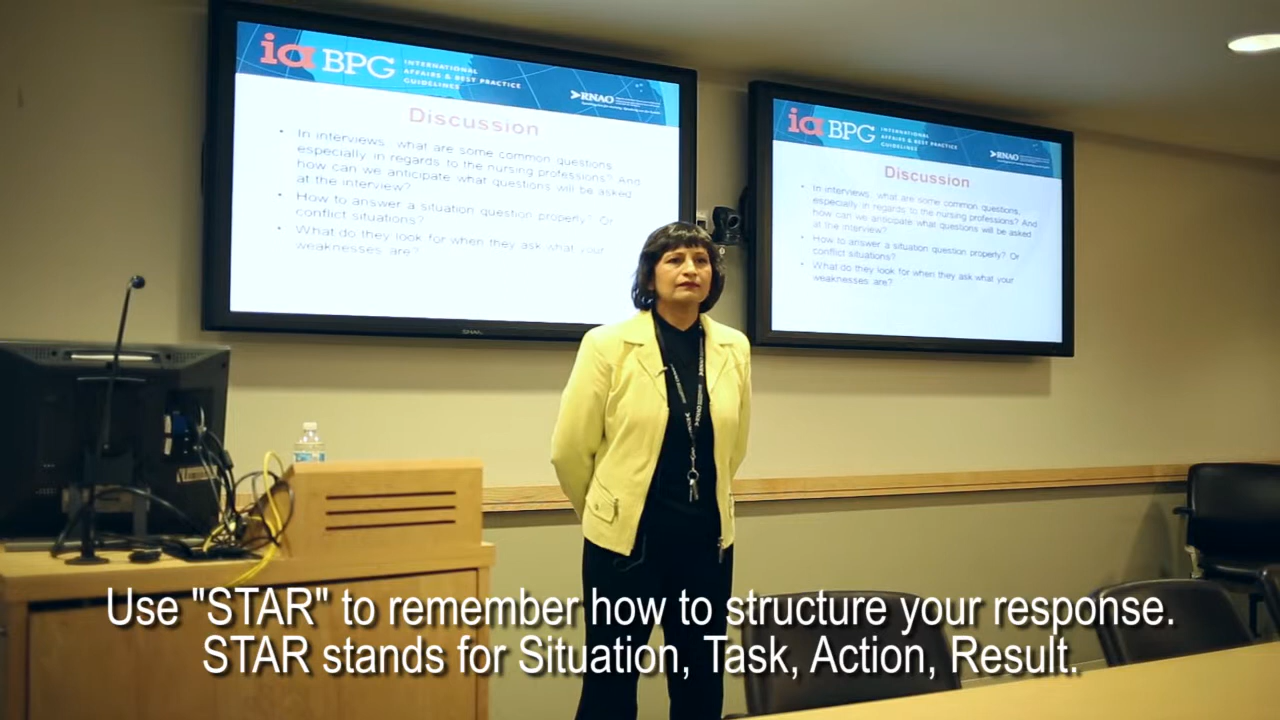 ia BPG INTERNATIONAL
AFFAIRS & BEST PRACTICE
GUIDELINES
RNAO
Discussion
• In interviews, what are some common questions,
especially in regards to the nursing professions? And
how can we anticipate what questions will be asked
at the interview?
• How to answer a situation question properly? Or
conflict situations?
• What do they look for when they ask what your
weaknesses are?
SHARP
ia BPG INTERNATIONAL
AFFAIRS & BEST PRACTICE
GUIDELINES
RNAO
Discussion
• In interviews, what are some common questions,
especially in regards to the nursing professions? And
how can we anticipate what questions will be asked
at the interview?
• How to answer a situation question properly? Or
conflict situations?
• What do they look for when they ask what your
weaknesses are?
Use "STAR" to remember how to structure your response.
STAR stands for Situation, Task, Action, Result.